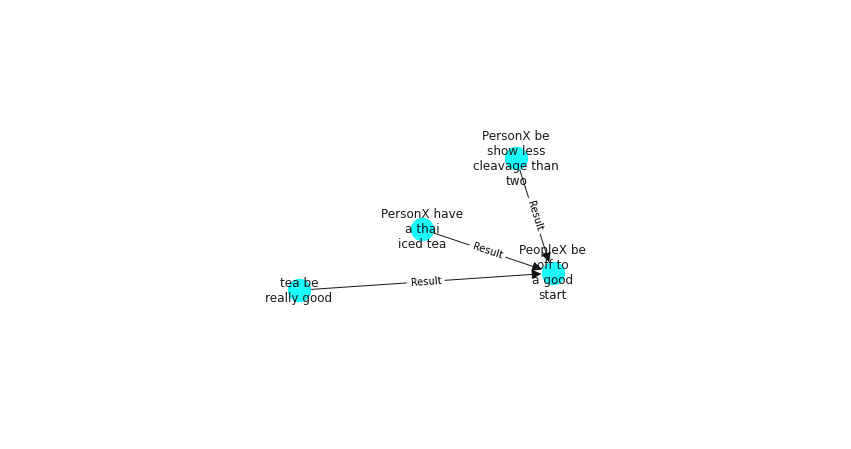 PersonX be
show less
cleavage than
two
Result
PersonX have
a thai
iced tea
Result
PeopleX be
off to
a good
start
tea be
really good
Result